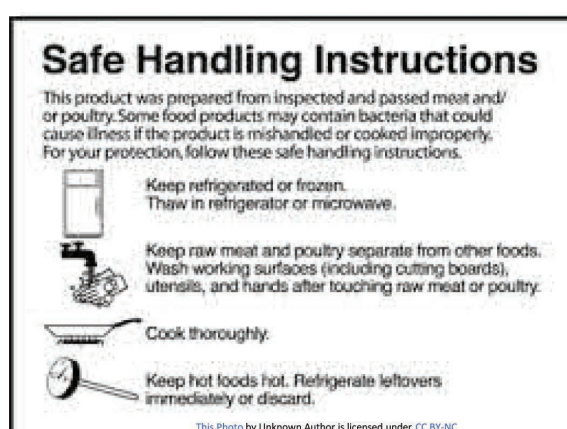 Safe Handling Instructions
This product was prepared from inspected and passed meat and/
or poultry. Some food products may contain bacteria that could
cause illness if the product is mishandled or cooked improperly.
For your protection, follow these safe handling instructions.
Keep refrigerated or frozen.
Thaw in refrigerator or microwave.
Keep raw meat and poultry separate from other foods.
Wash working surfaces (including cutting boards),
utensils, and hands after touching raw meat or poultry.
Cook thoroughly.
Keep hot foods hot. Refrigerate leftovers
immediately or discard.
This Photo by Unknown Author is licensed under CC BY-NC